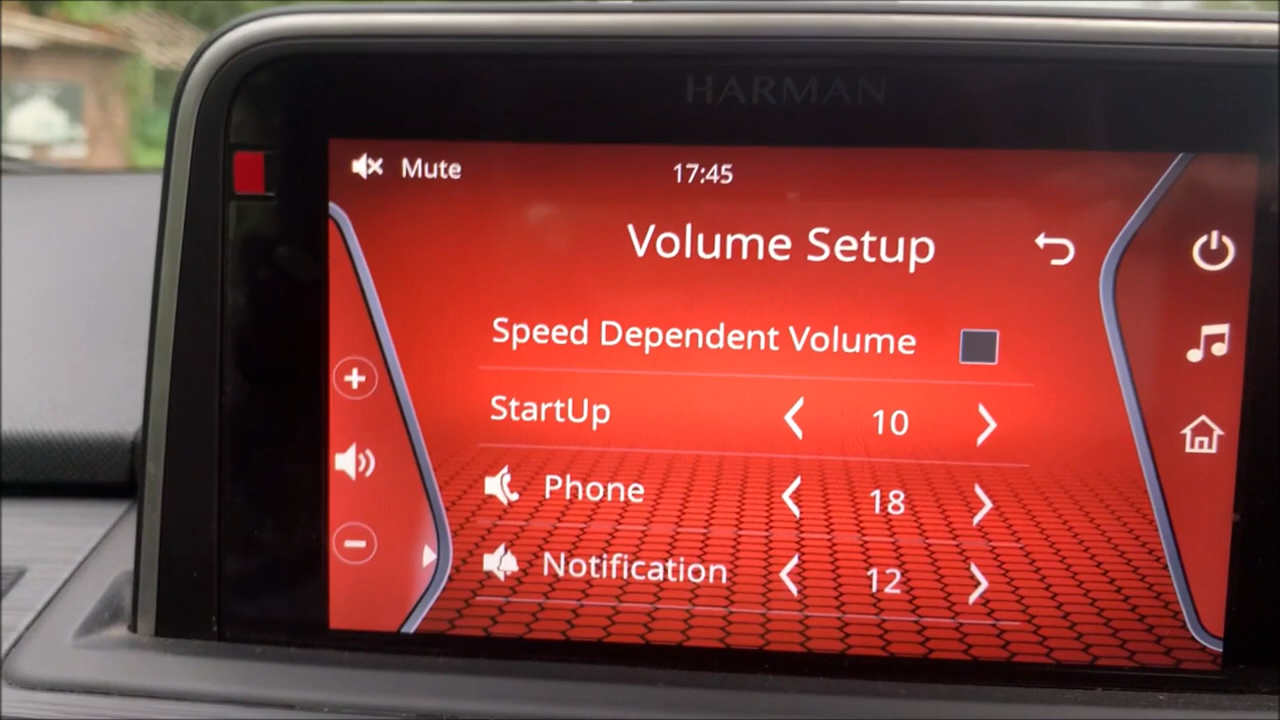 HARMAN
Mute
17:45
Volume Setup
Speed Dependent Volume
StartUp 10
Phone 18
Notification 12